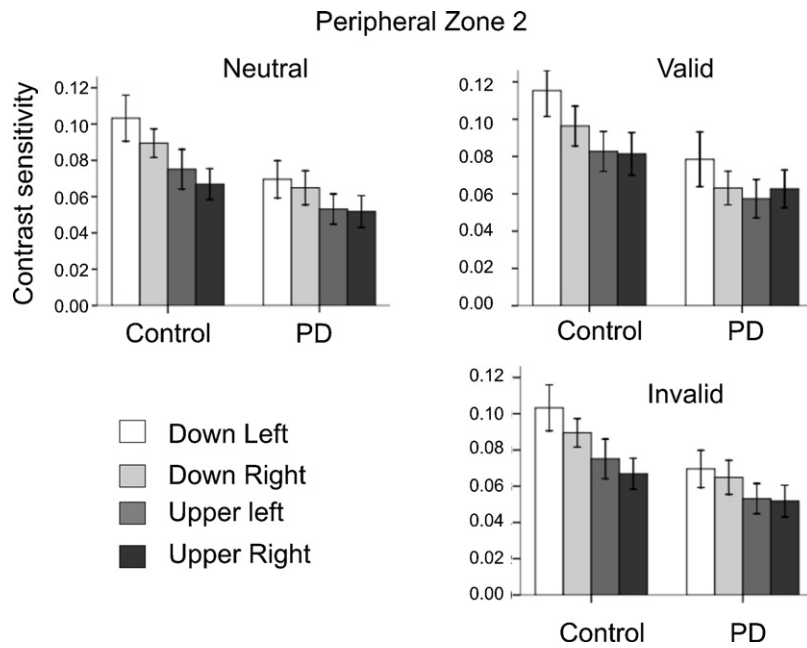 Peripheral Zone 2
Neutral
Contrast sensitivity
0.12
0.10
0.08
0.06
0.04
0.02
0.00
Control
PD
Valid
0.12
0.10
0.08
0.06
0.04
0.02
0.00
Control
PD
Down Left
Down Right
Upper left
Upper Right
Invalid
0.12
0.10
0.08
0.06
0.04
0.02
0.00
Control
PD